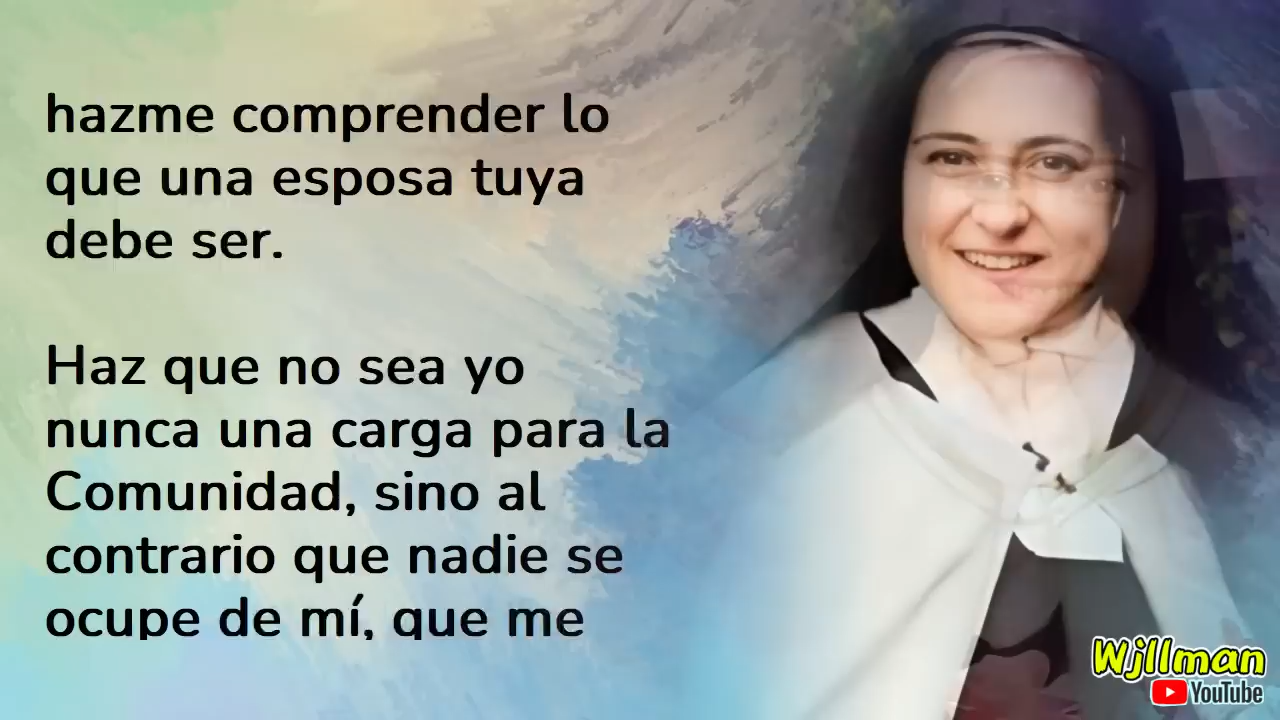 hazme comprender lo
que una esposa tuya
debe ser.
Haz que no sea yo
nunca una carga para la
Comunidad, sino al
contrario que nadie se
ocupe de mí, que me
Wjllman
YouTube